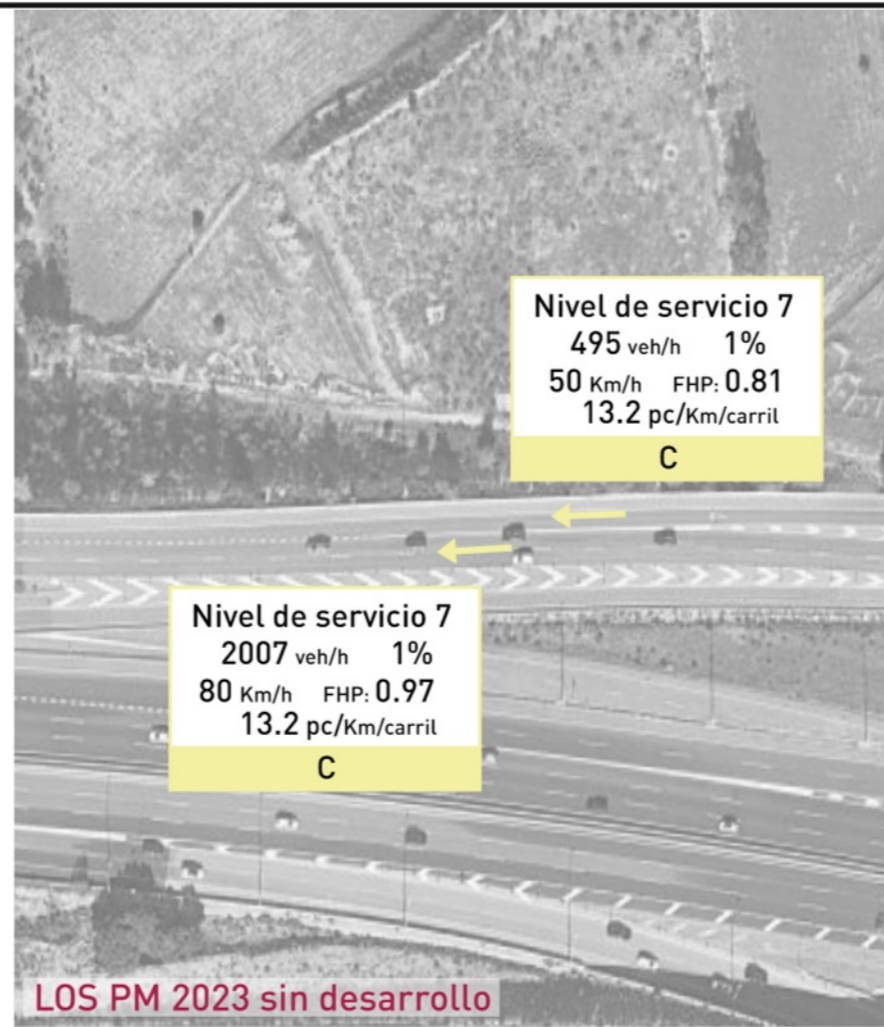 Nivel de servicio 7
495 veh/h 1%
50 Km/h FHP: 0.81
13.2 pc/Km/carril
C
Nivel de servicio 7
2007 veh/h 1%
80 Km/h FHP: 0.97
13.2 pc/Km/carril
C
LOS PM 2023 sin desarrollo